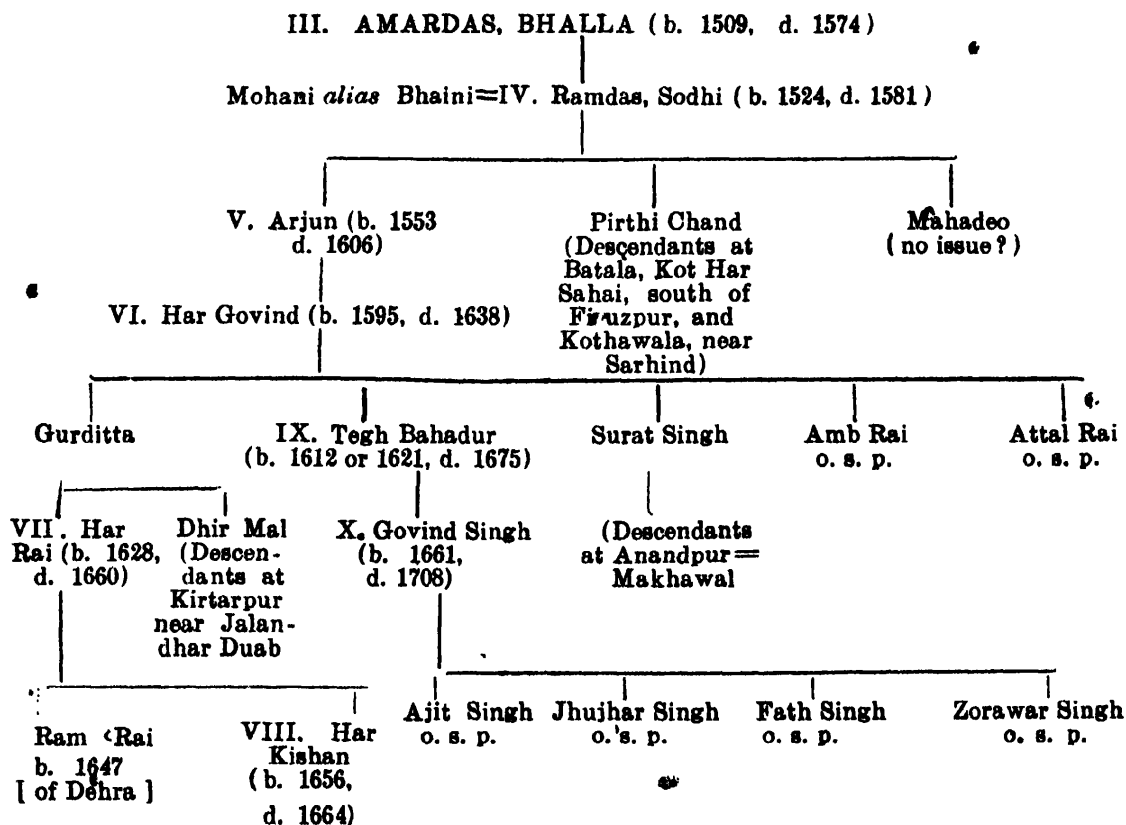 III. AMARDAS, BHALLA (b. 1509, d. 1574)
Mohani alias Bhaini=IV. Ramdas, Sodhi (b. 1524, d. 1581)
V. Arjun (b. 1553
d. 1606)
Pirthi Chand
(Descendants at
Batala, Kot Har
Sahai, south of
Firuzpur, and
Kothawala, near
Sarhind)
Mahadeo
(no issue?)
VI. Har Govind (b. 1595, d. 1638)
Gurditta
IX. Tegh Bahadur
(b. 1612 or 1621, d. 1675)
Surat Singh
Amb Rai
o. s. p.
Attal Rai
o. s. p.
VII. Har
Rai (b. 1628,
d. 1660)
Dhir Mal
(Descen-
dants at
Kirtarpur
near Jalan-
dhar Duab
X. Govind Singh
(b. 1661,
d. 1708)
(Descendants
at Anandpur=
Makhawal
Ram Rai
b. 1647
[of Dehra]
VIII. Har
Kishan
(b. 1656,
d. 1664)
Ajit Singh
o. s. p.
Jhujhar Singh
o. s. p.
Fath Singh
o. s. p.
Zorawar Singh
o. s. p.